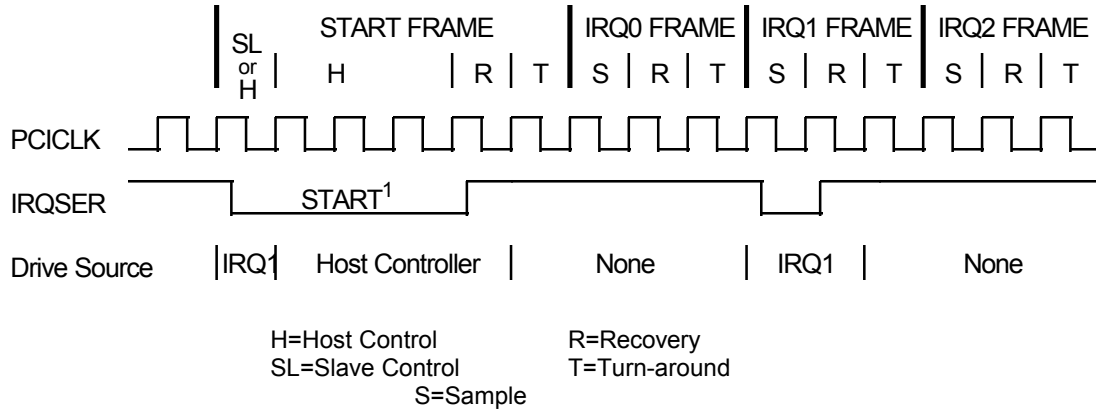 START FRAME IRQ0 FRAME IRQ1 FRAME IRQ2 FRAME
SL
or
H
H R T S R T S R T S R T
PCICLK
IRQSER START1
Drive Source IRQ1 Host Controller None IRQ1 None
H=Host Control R=Recovery
SL=Slave Control T=Turn-around
S=Sample